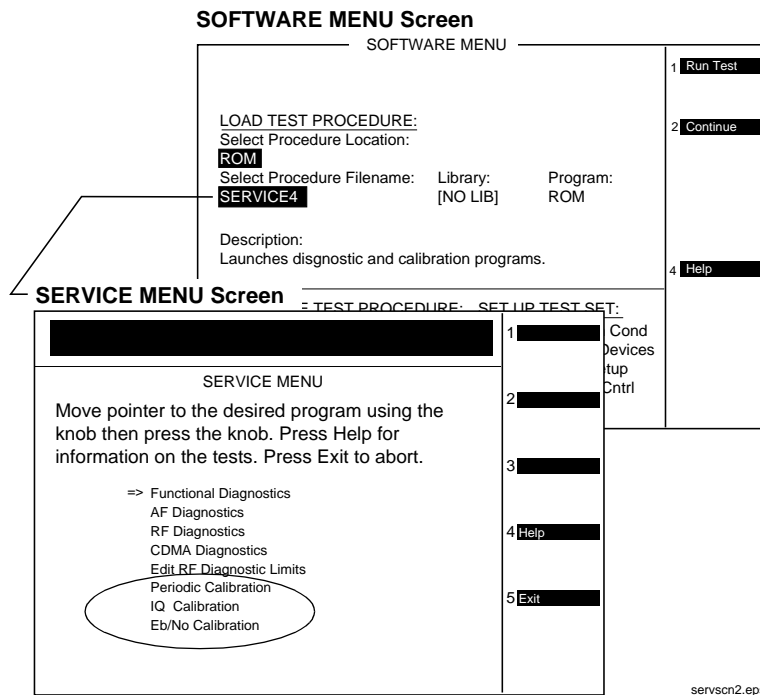 SOFTWARE MENU Screen
SOFTWARE MENU
1 Run Test
LOAD TEST PROCEDURE:
2 Continue
Select Procedure Location:
ROM
Select Procedure Filename: Library: Program:
SERVICE4 [NO LIB] ROM
Description:
Launches disgnostic and calibration programs.
4 Help
SERVICE MENU Screen
TEST PROCEDURE: SET UP TEST SET:
1
Cond
Devices
tup
Cntrl
SERVICE MENU
2
Move pointer to the desired program using the
knob then press the knob. Press Help for
information on the tests. Press Exit to abort.
3
=> Functional Diagnostics
AF Diagnostics
RF Diagnostics
4 Help
CDMA Diagnostics
Edit RF Diagnostic Limits
Periodic Calibration
IQ Calibration
5 Exit
Eb/No Calibration
servscn2.ep